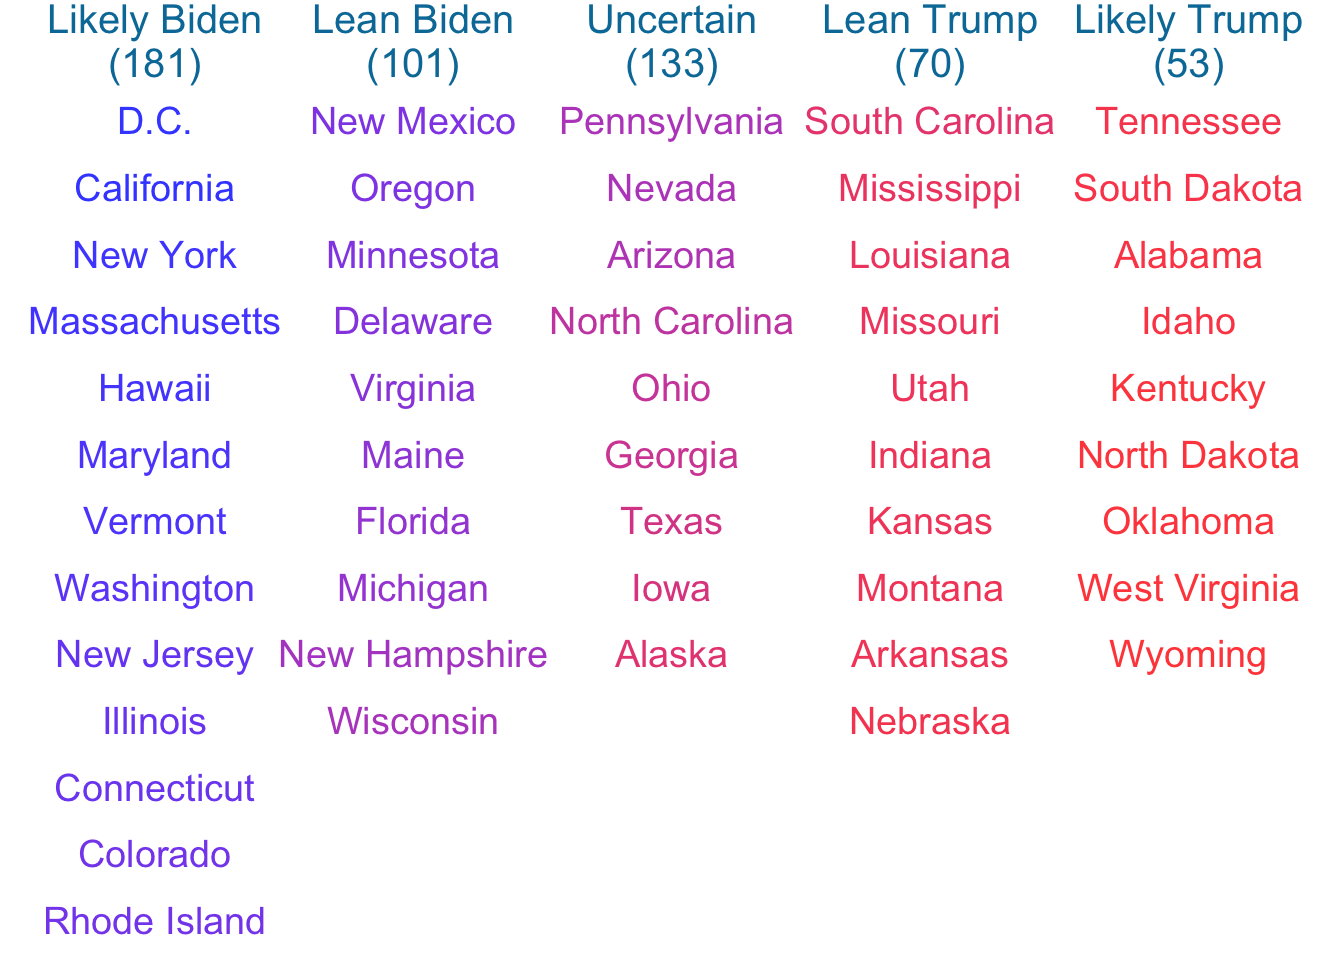 Likely Biden Lean Biden Uncertain Lean Trump Likely Trump
(181) (101) (133) (70) (53)
D.C. New Mexico Pennsylvania South Carolina Tennessee
California Oregon Nevada Mississippi South Dakota
New York Minnesota Arizona Louisiana Alabama
Massachusetts Delaware North Carolina Missouri Idaho
Hawaii Virginia Ohio Utah Kentucky
Maryland Maine Georgia Indiana North Dakota
Vermont Florida Texas Kansas Oklahoma
Washington Michigan Iowa Montana West Virginia
New Jersey New Hampshire Alaska Arkansas Wyoming
Illinois Wisconsin Nebraska
Connecticut
Colorado
Rhode Island